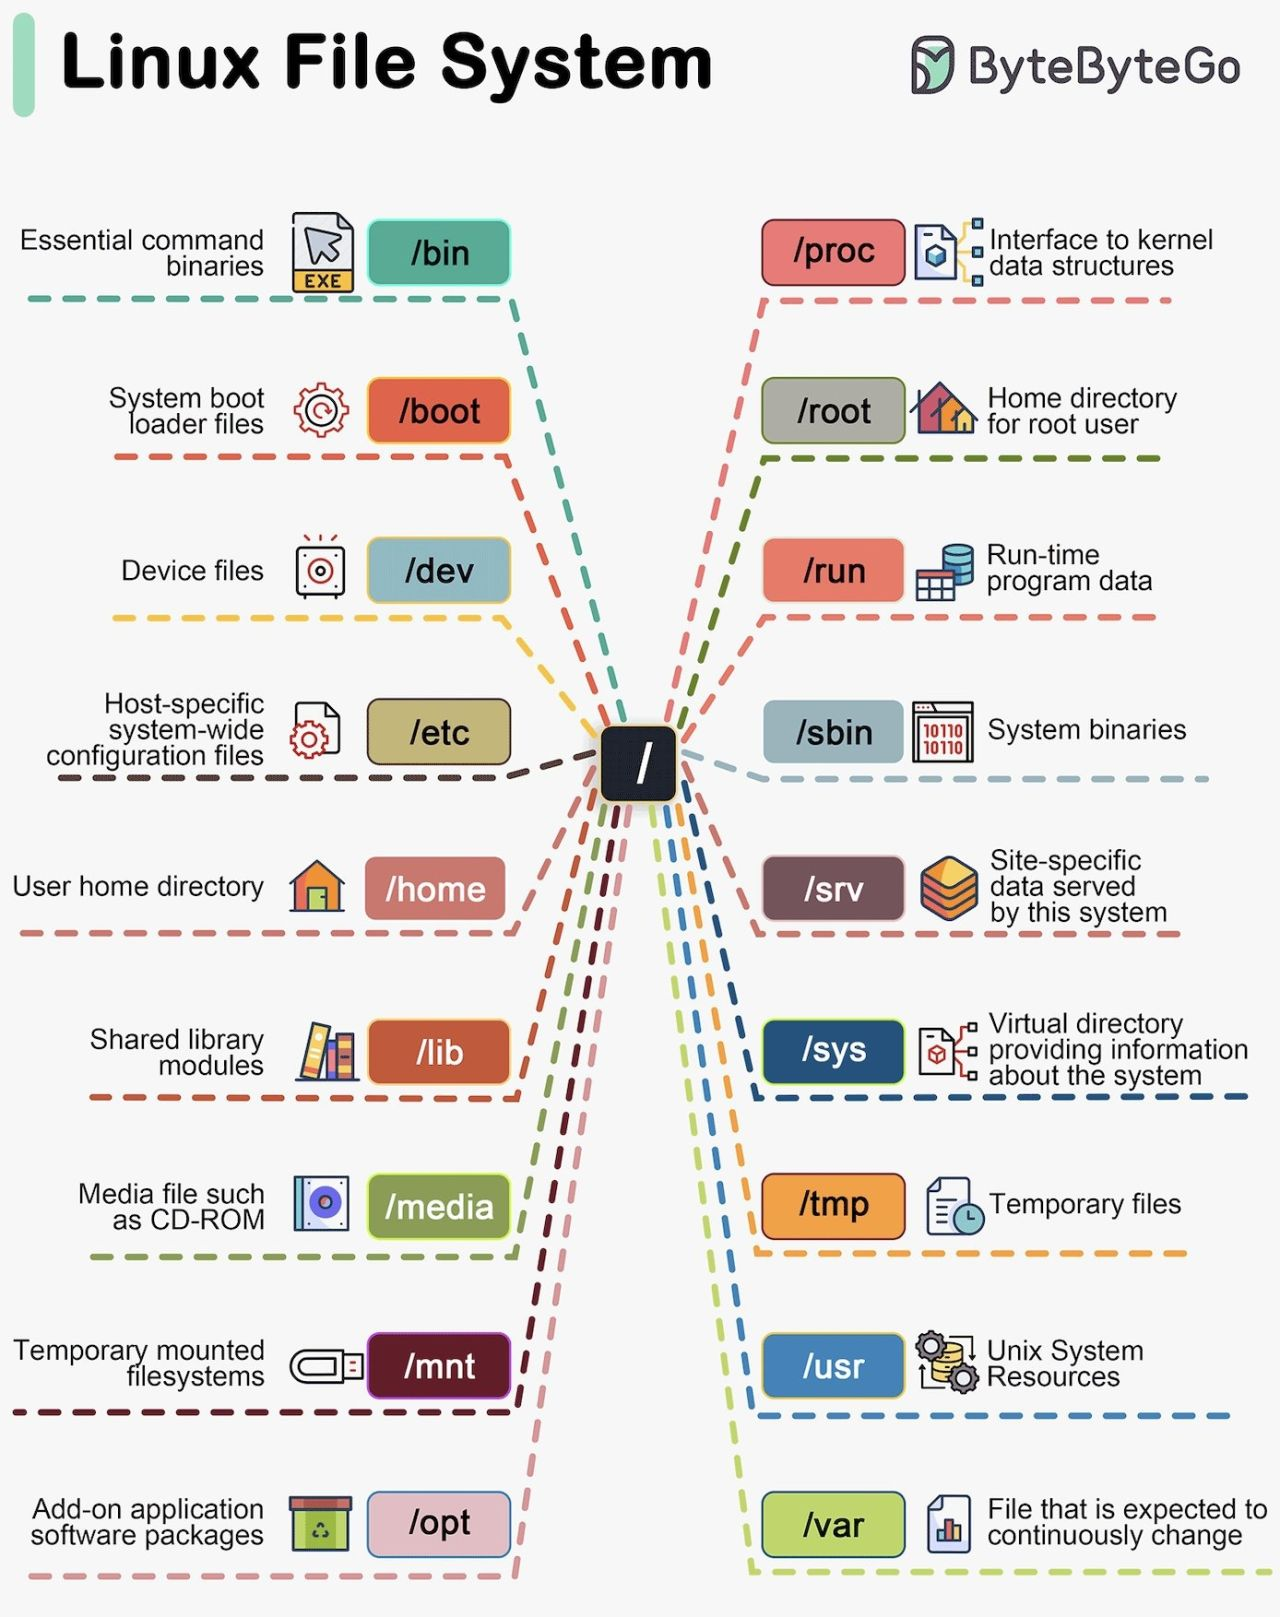 Linux File System
ByteByteGo
Essential command
binaries
EXE
/bin
System boot
loader files
/boot
Device files
/dev
Host-specific
system-wide
configuration files
/etc
User home directory
/home
Shared library
modules
/lib
Media file such
as CD-ROM
/media
Temporary mounted
filesystems
/mnt
Add-on application
software packages
/opt
/
/proc
Interface to kernel
data structures
/root
Home directory
for root user
/run
Run-time
program data
/sbin
10110
10110
System binaries
/srv
Site-specific
data served
by this system
/sys
Virtual directory
providing information
about the system
/tmp
Temporary files
/usr
Unix System
Resources
/var
File that is expected to
continuously change